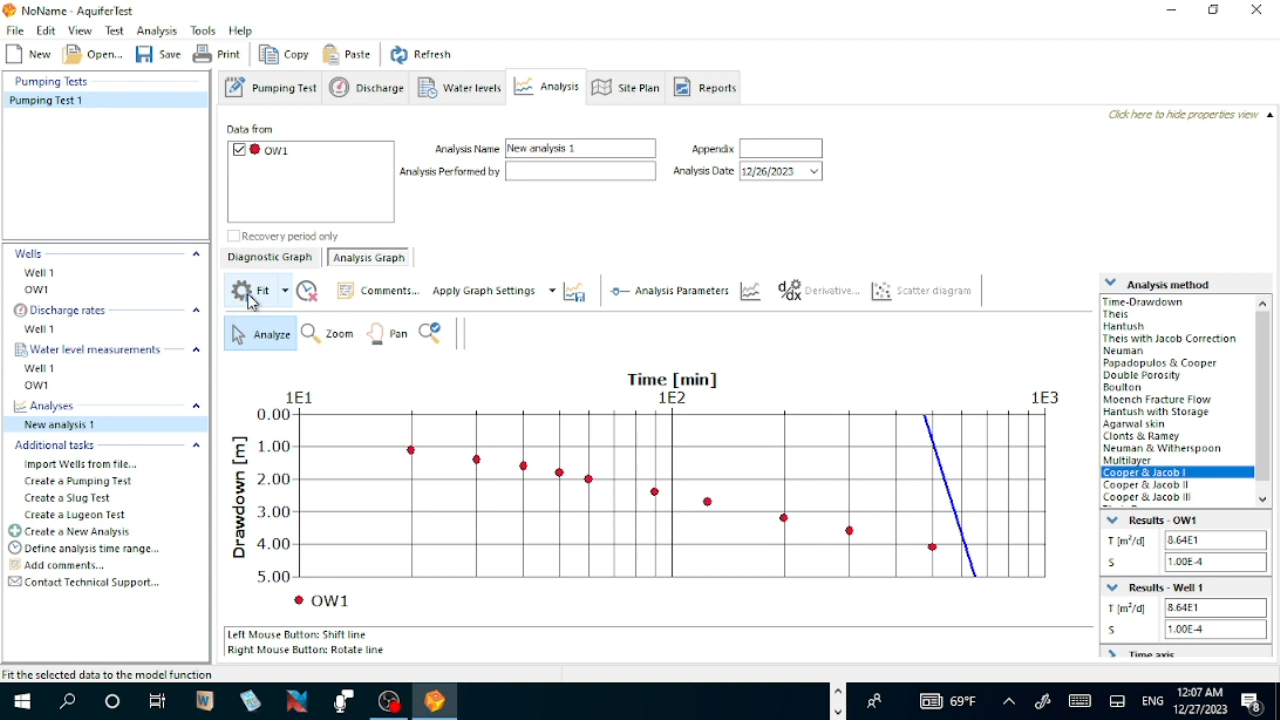 NoName - AquiferTest
File Edit View Test Analysis Tools Help
New Open... Save Print Copy Paste Refresh
Pumping Tests
Pumping Test 1
Wells
Well 1
OW1
Discharge rates
Well 1
Water level measurements
Well 1
OW1
Analyses
New analysis 1
Additional tasks
Import Wells from file...
Create a Pumping Test
Create a Slug Test
Create a Lugeon Test
Create a New Analysis
Define analysis time range...
Add comments...
Contact Technical Support...
Pumping Test Discharge Water levels Analysis Site Plan Reports
Click here to hide properties view
Data from
OW1
Analysis Name New analysis 1 Appendix
Analysis Performed by Analysis Date 12/26/2023
Recovery period only
Diagnostic Graph Analysis Graph
Fit Comments... Apply Graph Settings Analysis Parameters d/dx Derivative... Scatter diagram
Analyze Zoom Pan
Time [min]
1E1 1E2 1E3
Drawdown [m]
0.00
1.00
2.00
3.00
4.00
5.00
OW1
Left Mouse Button: Shift line
Right Mouse Button: Rotate line
Analysis method
Time-Drawdown
Theis
Hantush
Theis with Jacob Correction
Neuman
Papadopulos & Cooper
Double Porosity
Boulton
Moench Fracture Flow
Hantush with Storage
Agarwal skin
Clonts & Ramey
Neuman & Witherspoon
Multilayer
Cooper & Jacob I
Cooper & Jacob II
Cooper & Jacob III
Results - OW1
T [m²/d] 8.64E1
S 1.00E-4
Results - Well 1
T [m²/d] 8.64E1
S 1.00E-4
Time axis
Fit the selected data to the model function
69°F ENG 12:07 AM
12/27/2023 8